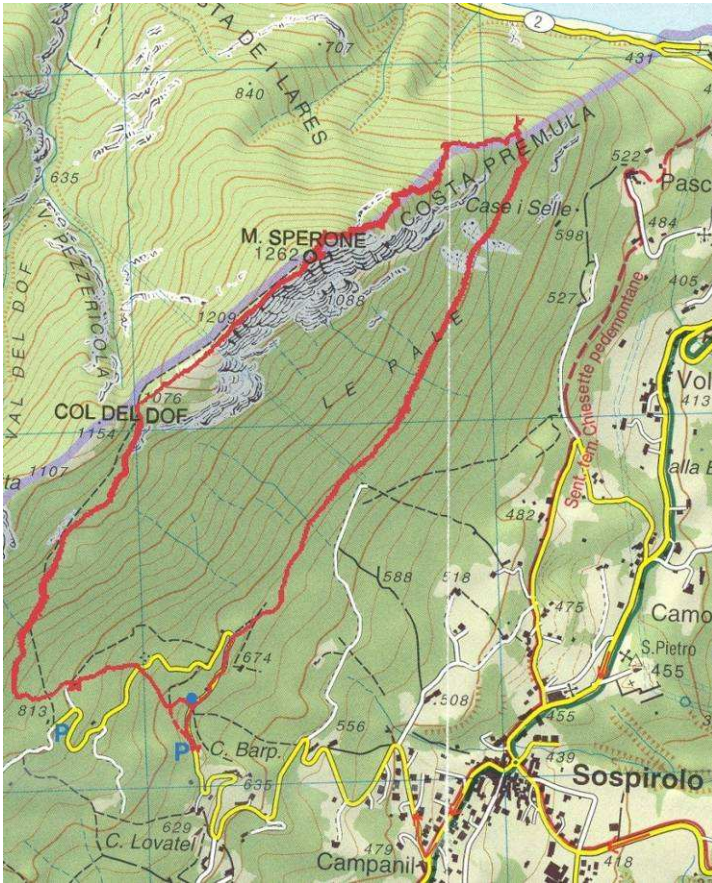 2
431
STA DE I LARES
707
840
635
V. PEZZERICOLA
VAL DEL DOF
COSTA PREMULA
522
Pasc
Case i Selle
484
598
M. SPERONE
1262
527
405
1088
1209
LE PALE
Sent. tem. Chiesette pedemontane
Vol
413
1076
COL DEL DOF
1154
alla B
1107
ta
482
588
518
475
Camo
S.Pietro
674
455
813
508
455
P
P
C. Barp.
556
439
635
Sospirolo
629
C. Lovatel
479
Campanil
418